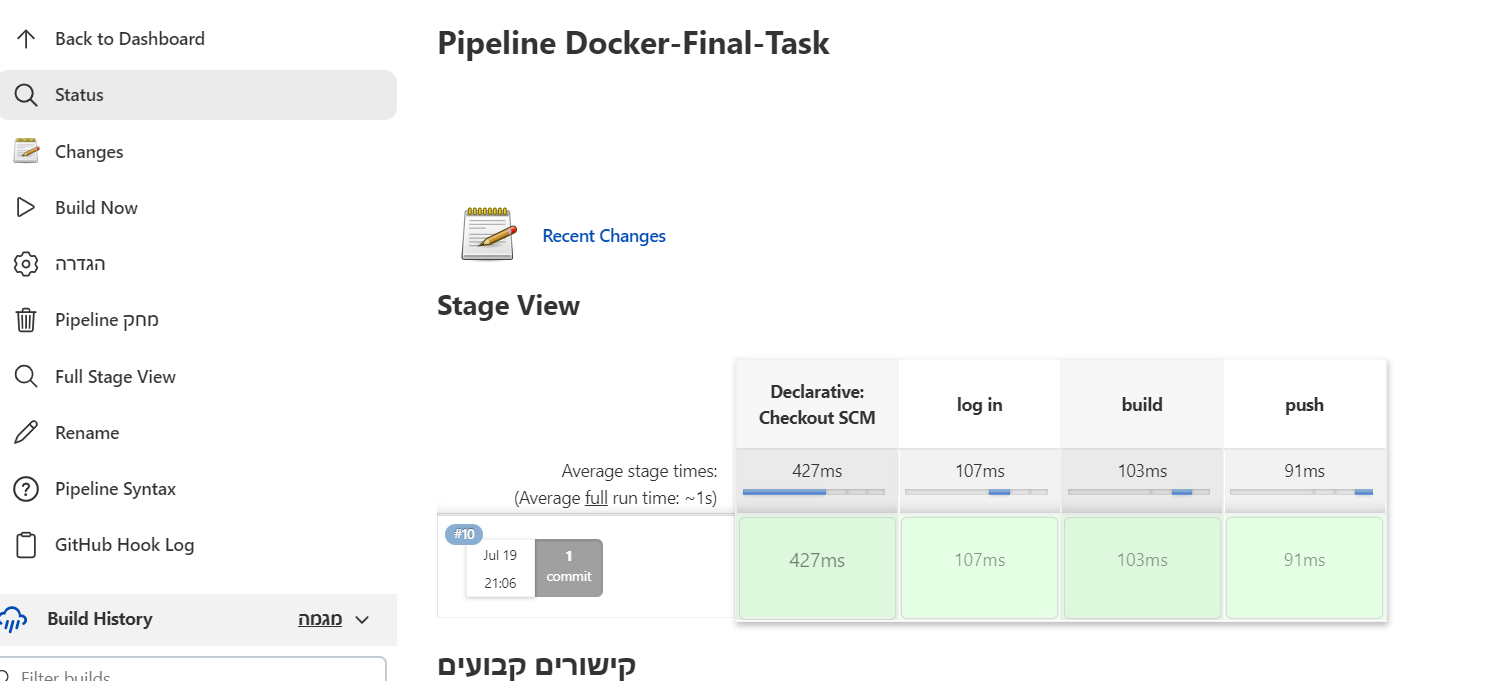 Back to Dashboard
Status
Changes
Build Now
הגדרה
מחק Pipeline
Full Stage View
Rename
Pipeline Syntax
GitHub Hook Log
Build History
מגמה
Filter builds
Pipeline Docker-Final-Task
Recent Changes
Stage View
Declarative:
Checkout SCM
log in
build
push
Average stage times:
(Average full run time: ~1s)
427ms
107ms
103ms
91ms
#10
Jul 19
21:06
1
commit
427ms
107ms
103ms
91ms
קישורים קבועים